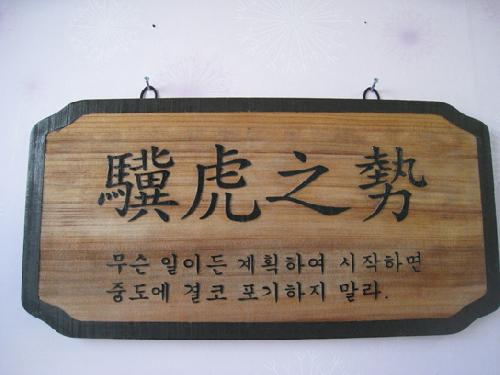 驥虎之勢
무슨 일이든 계획하여 시작하면
중도에 결코 포기하지 말라.